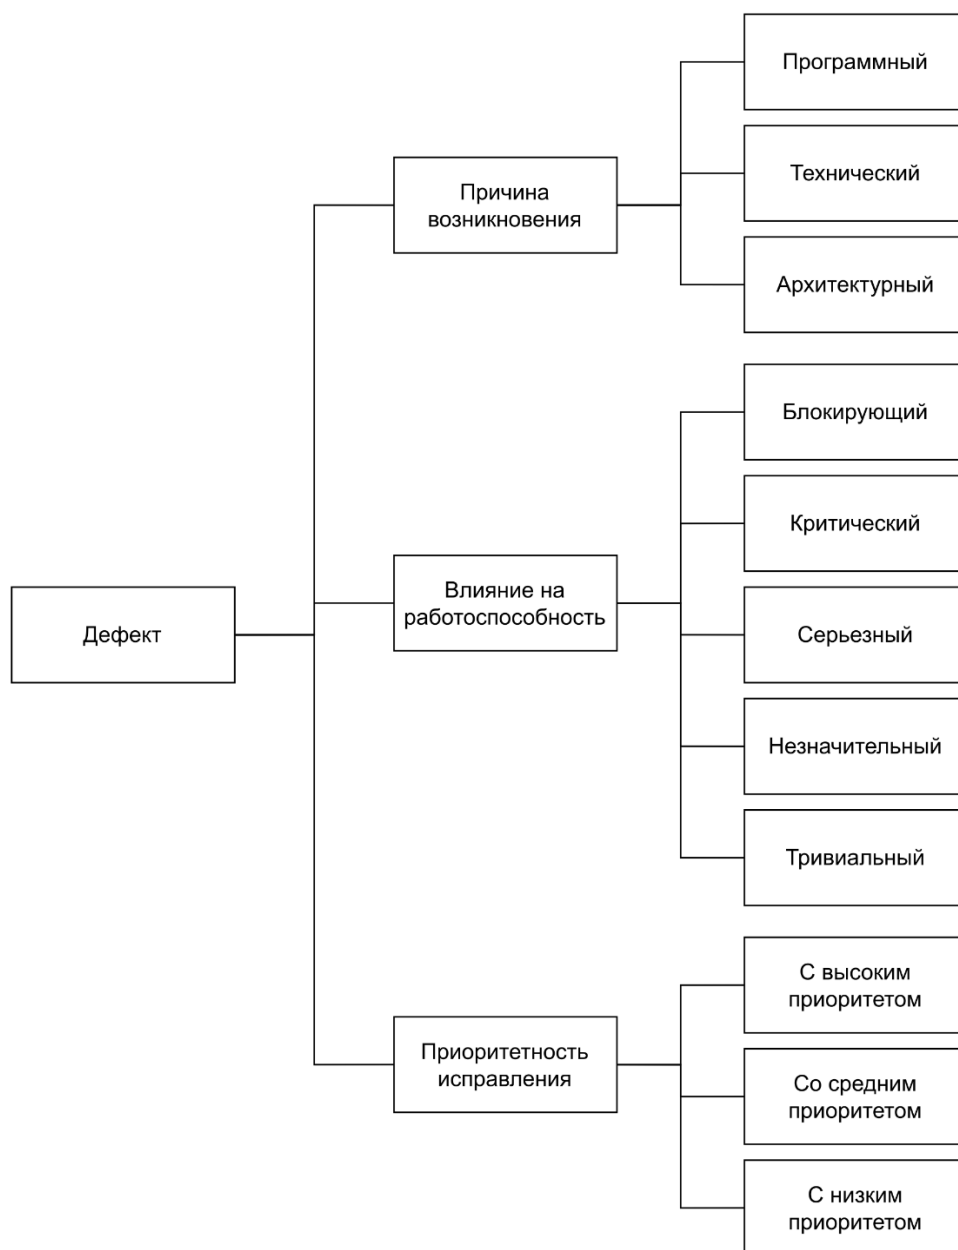 Программный
Технический
Причина
возникновения
Архитектурный
Блокирующий
Критический
Влияние на
работоспособность
Дефект
Серьезный
Незначительный
Тривиальный
С высоким
приоритетом
Приоритетность
исправления
Со средним
приоритетом
С низким
приоритетом